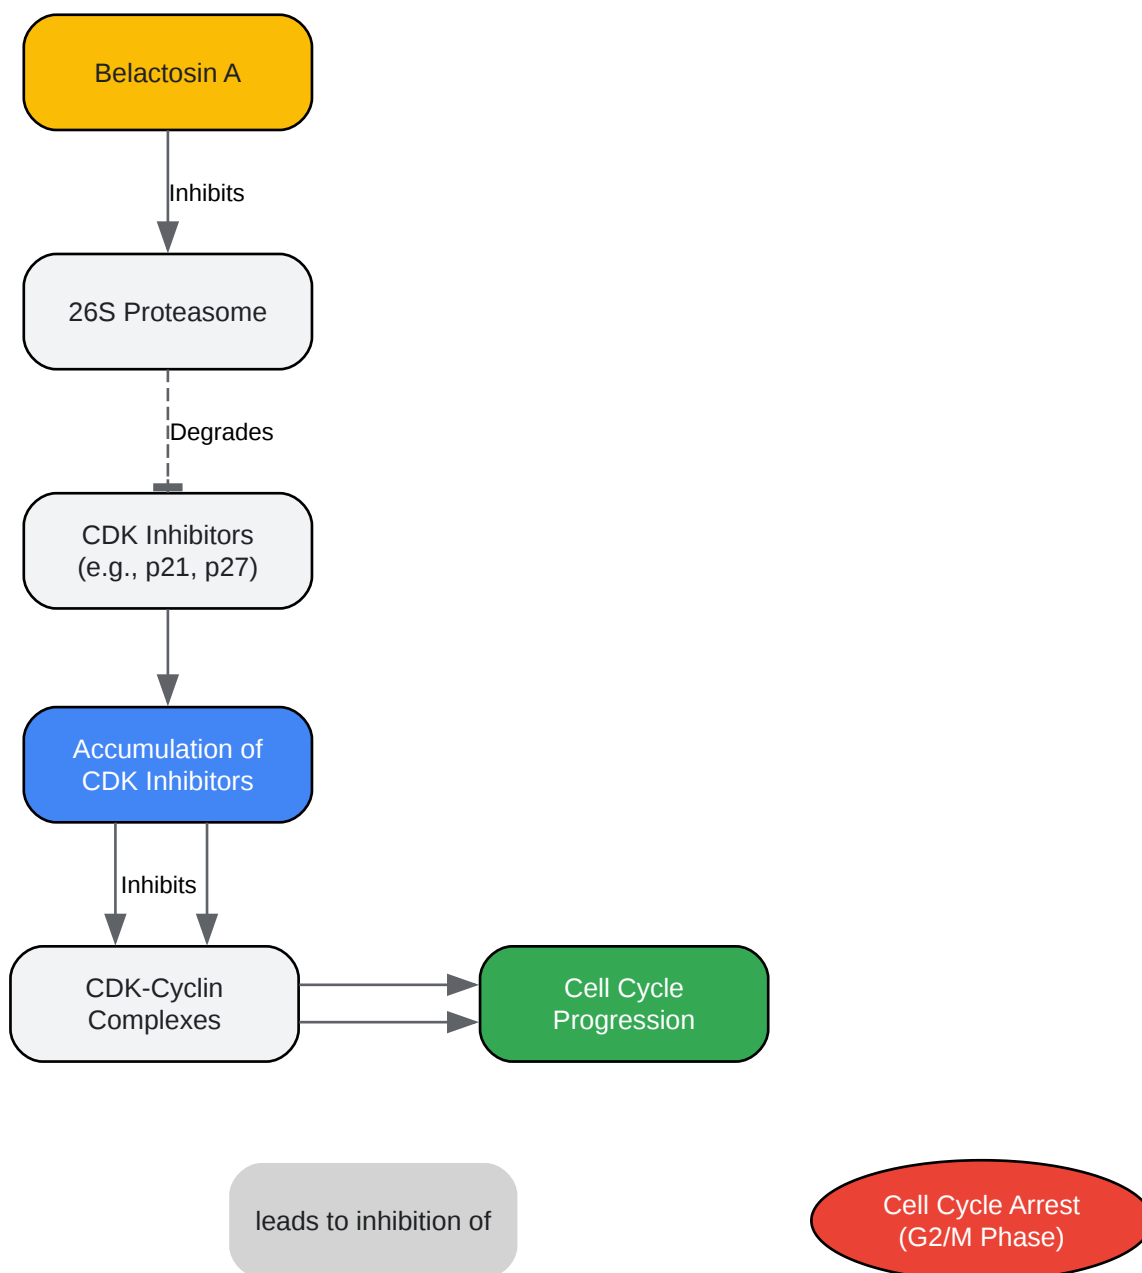 Belactosin A
Inhibits
26S Proteasome
Degrades
CDK Inhibitors
(e.g., p21, p27)
Accumulation of
CDK Inhibitors
Inhibits
CDK-Cyclin
Complexes
Cell Cycle
Progression
leads to inhibition of
Cell Cycle Arrest
(G2/M Phase)